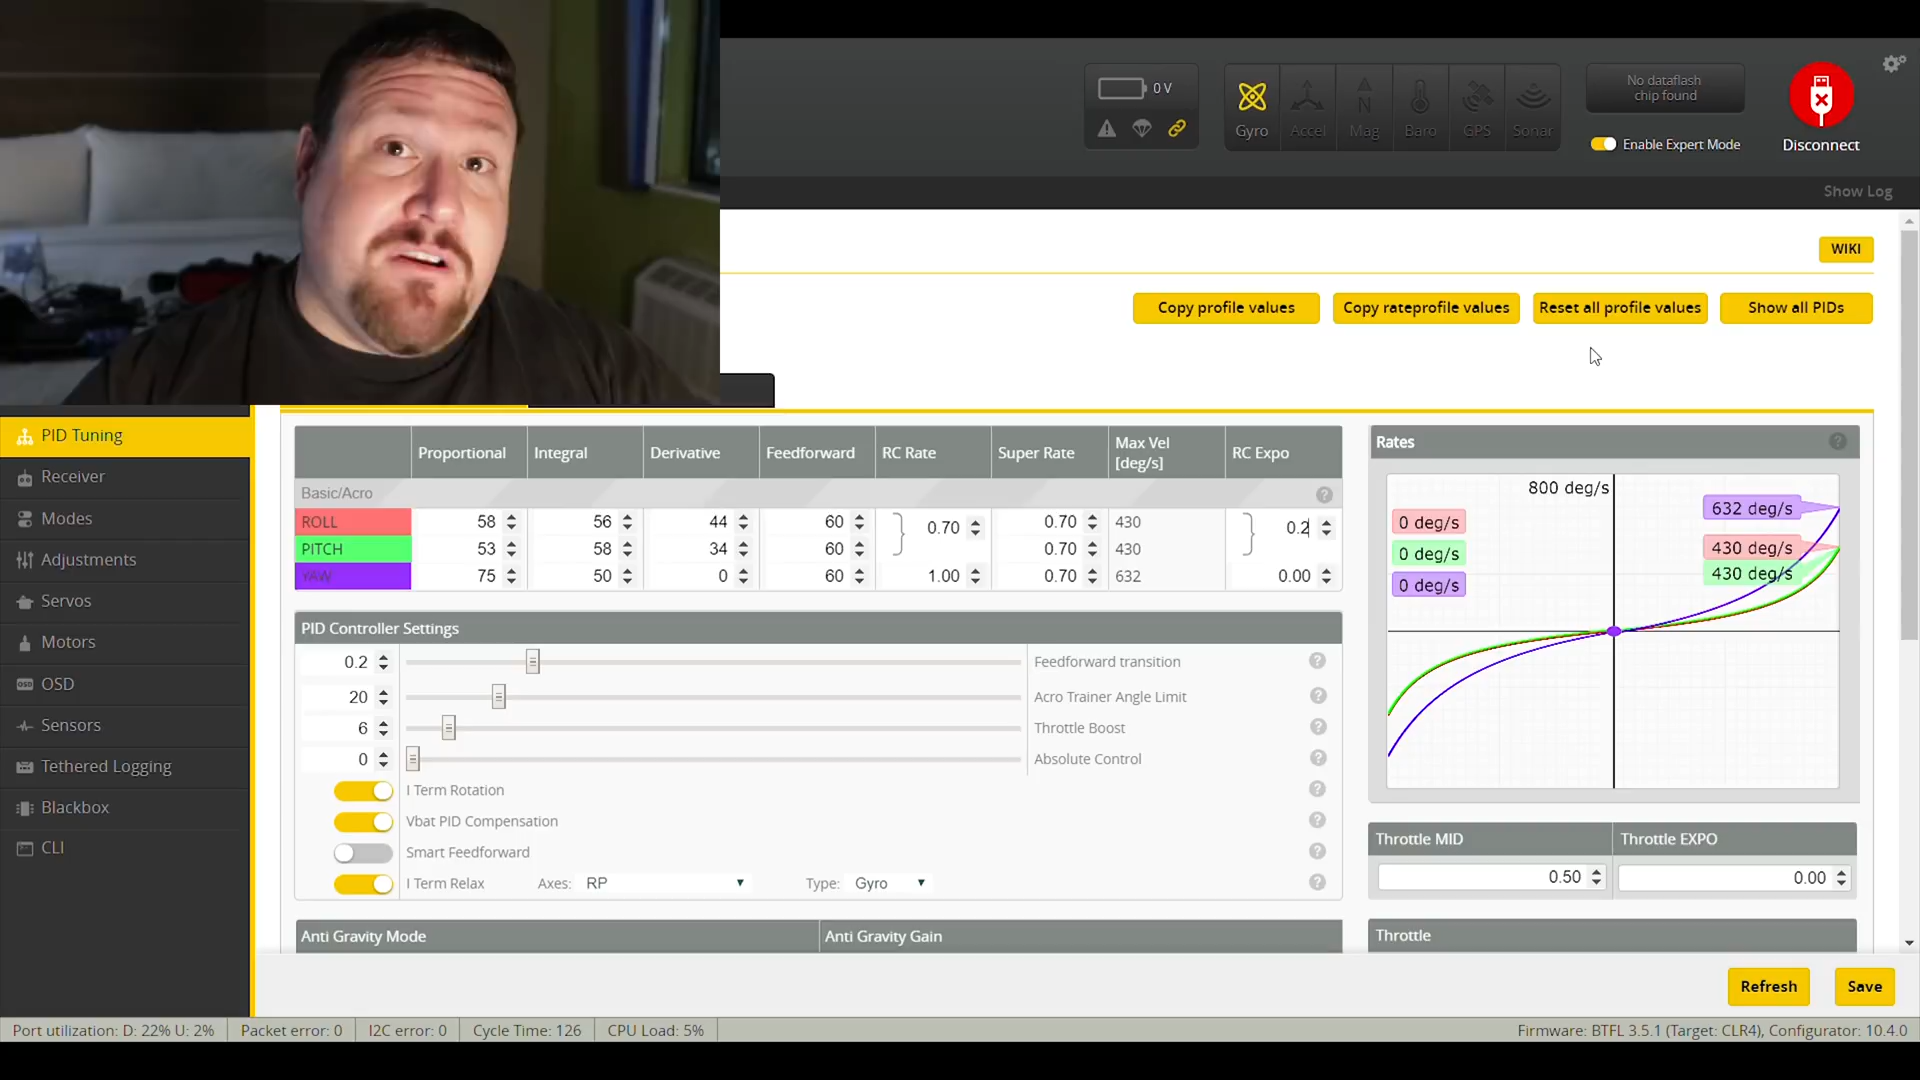 0 V
Gyro
Accel
Mag
Baro
GPS
Sonar
No dataflash
chip found
Enable Expert Mode
Disconnect
Show Log
WIKI
Copy profile values
Copy rateprofile values
Reset all profile values
Show all PIDs
PID Tuning
Receiver
Modes
Adjustments
Servos
Motors
OSD
Sensors
Tethered Logging
Blackbox
CLI
Proportional Integral Derivative Feedforward RC Rate Super Rate Max Vel [deg/s] RC Expo
Basic/Acro
ROLL 58 56 44 60 0.70 0.70 430 0.2
PITCH 53 58 34 60 0.70 430
YAW 75 50 0 60 1.00 0.70 632 0.00
PID Controller Settings
0.2 Feedforward transition
20 Acro Trainer Angle Limit
6 Throttle Boost
0 Absolute Control
I Term Rotation
Vbat PID Compensation
Smart Feedforward
I Term Relax Axes: RP Type: Gyro
Anti Gravity Mode Anti Gravity Gain
Rates
800 deg/s
0 deg/s
0 deg/s
0 deg/s
632 deg/s
430 deg/s
430 deg/s
Throttle MID Throttle EXPO
0.50 0.00
Throttle
Refresh
Save
Port utilization: D: 22% U: 2% Packet error: 0 I2C error: 0 Cycle Time: 126 CPU Load: 5%
Firmware: BTFL 3.5.1 (Target: CLR4), Configurator: 10.4.0